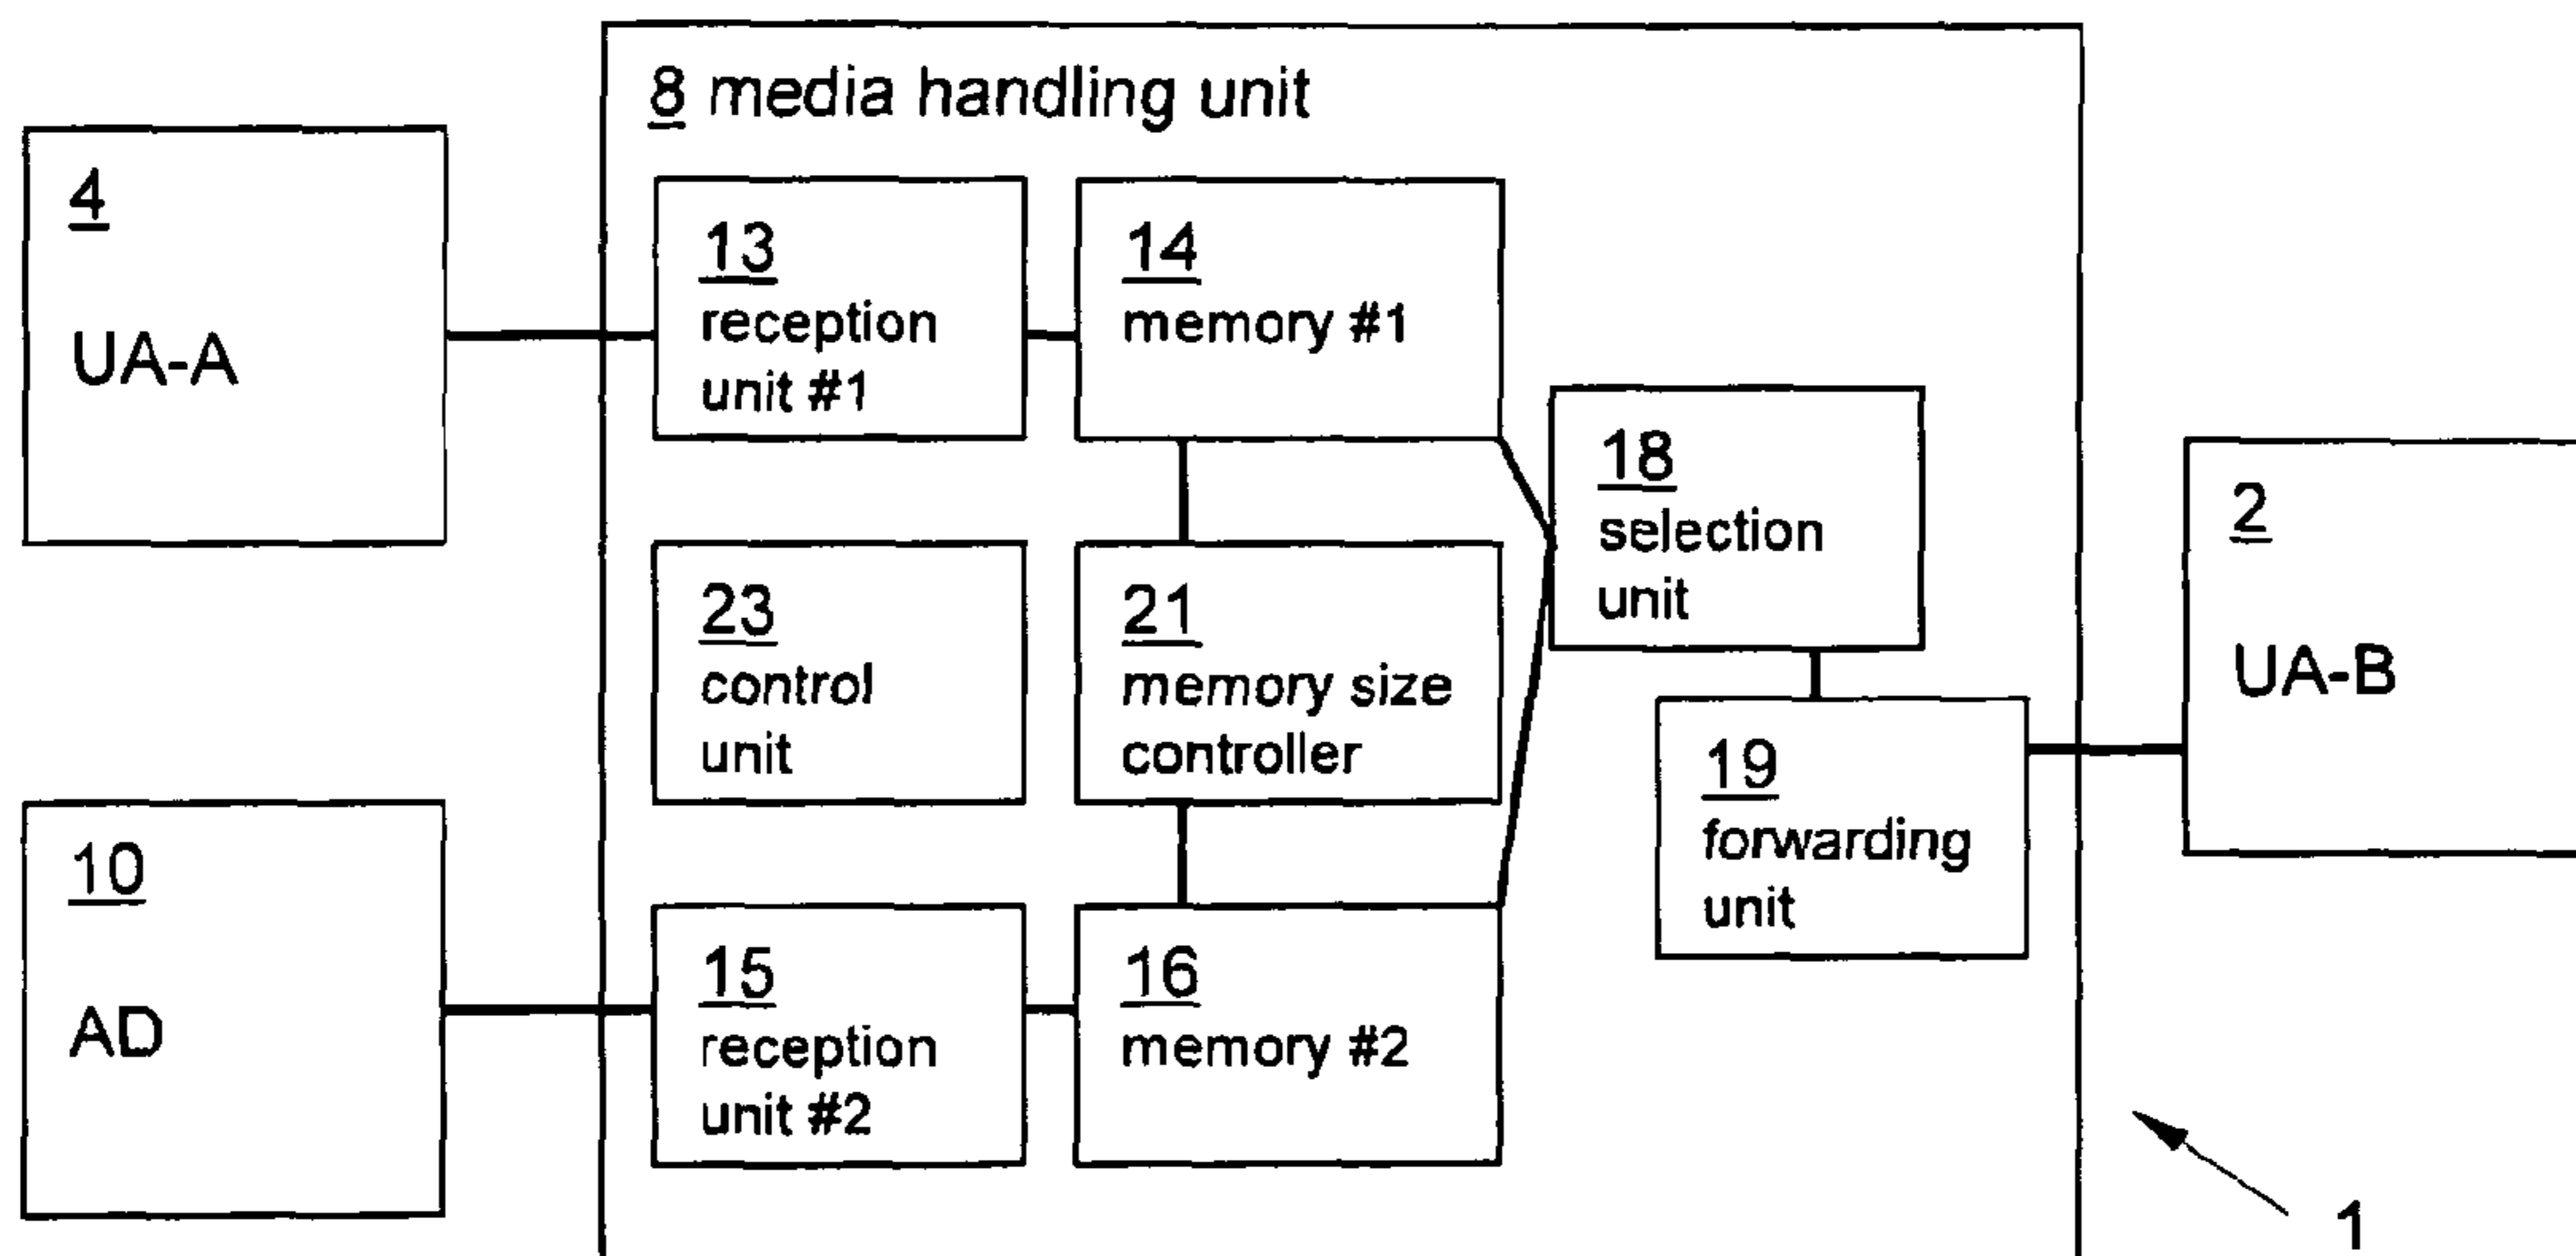 8 media handling unit
4
UA-A
13
reception
unit #1
14
memory #1
18
selection
unit
2
UA-B
23
control
unit
21
memory size
controller
19
forwarding
unit
10
AD
15
reception
unit #2
16
memory #2
1